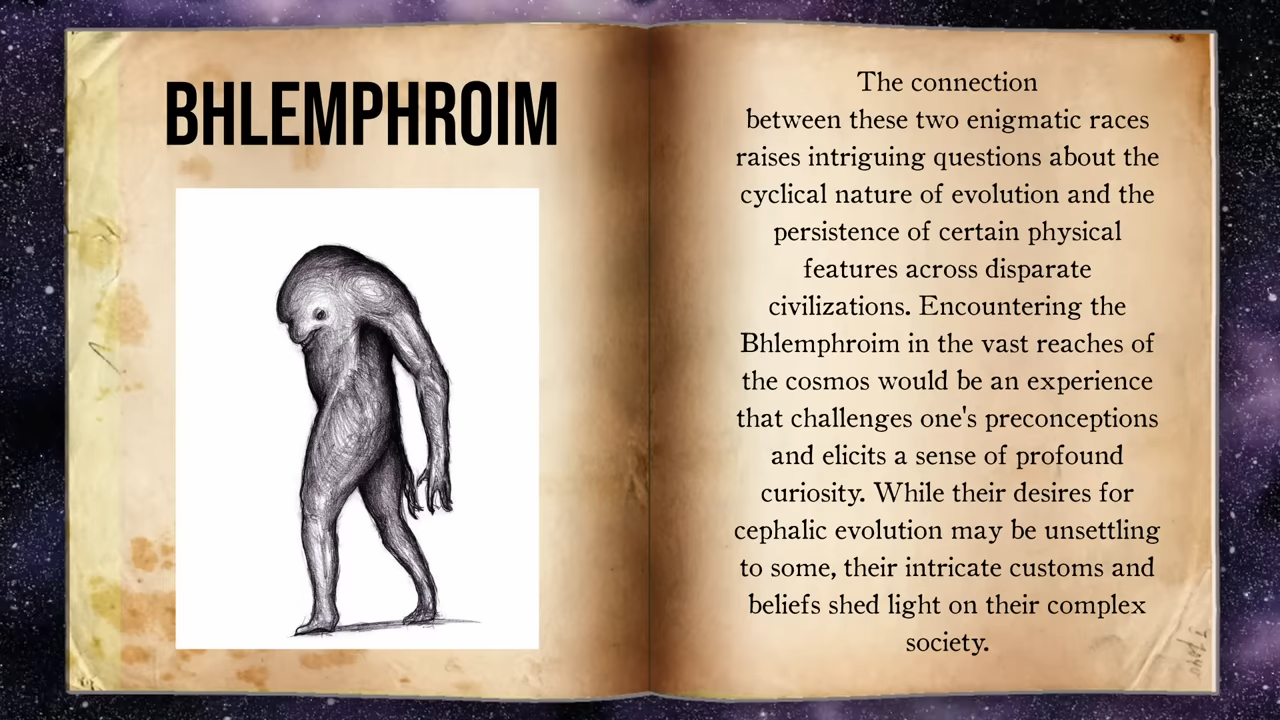 BHLEMPHROIM
The connection
between these two enigmatic races
raises intriguing questions about the
cyclical nature of evolution and the
persistence of certain physical
features across disparate
civilizations. Encountering the
Bhlemphroim in the vast reaches of
the cosmos would be an experience
that challenges one's preconceptions
and elicits a sense of profound
curiosity. While their desires for
cephalic evolution may be unsettling
to some, their intricate customs and
beliefs shed light on their complex
society.